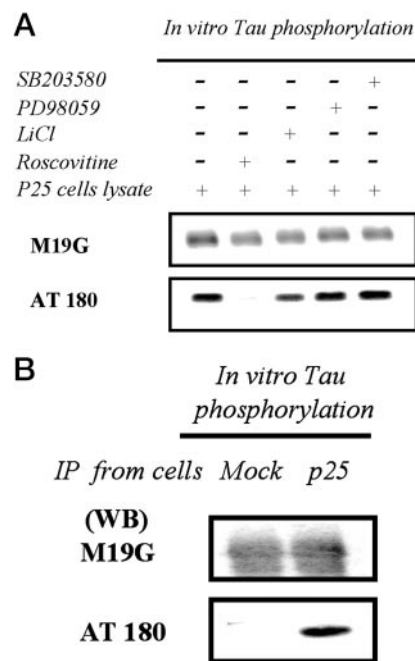 A
In vitro Tau phosphorylation
SB203580 - - - - +
PD98059 - - - + -
LiCl - - + - -
Roscovitine - + - - -
P25 cells lysate + + + + +
M19G
AT 180
B
In vitro Tau
phosphorylation
IP from cells Mock p25
(WB)
M19G
AT 180